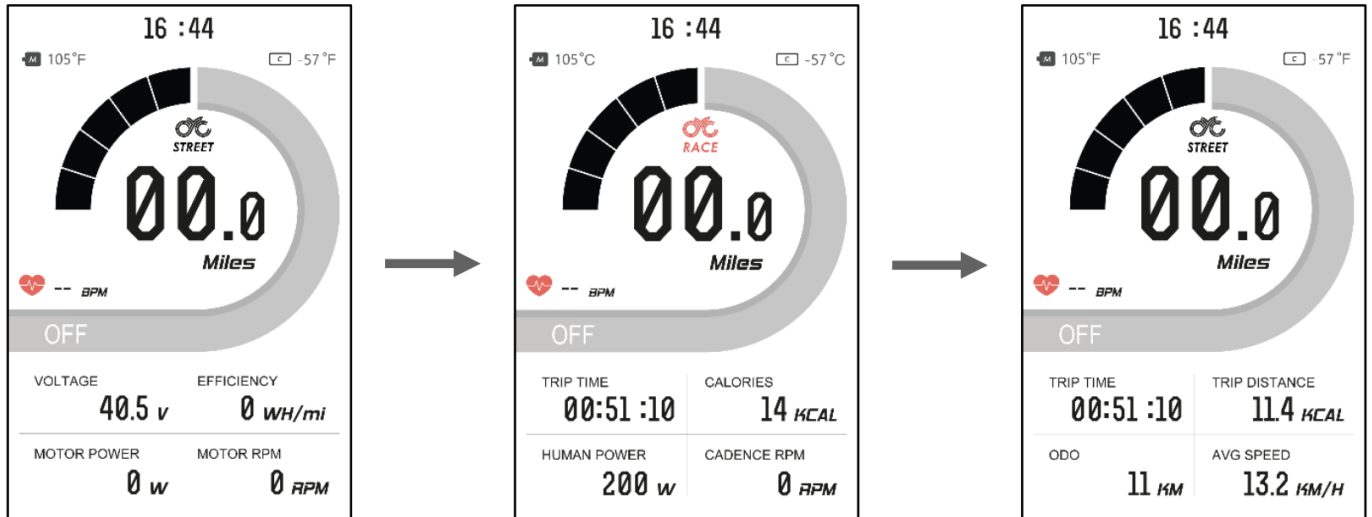 16 :44
M 105°F
C -57°F
STREET
00.0
Miles
-- BPM
OFF
VOLTAGE
40.5 V
EFFICIENCY
0 WH/mi
MOTOR POWER
0 W
MOTOR RPM
0 RPM
16 :44
M 105°C
C -57°C
RACE
00.0
Miles
-- BPM
OFF
TRIP TIME
00:51 :10
CALORIES
14 KCAL
HUMAN POWER
200 W
CADENCE RPM
0 RPM
16 :44
M 105°F
C -57°F
STREET
00.0
Miles
-- BPM
OFF
TRIP TIME
00:51 :10
TRIP DISTANCE
11.4 KCAL
ODO
11 KM
AVG SPEED
13.2 KM/H